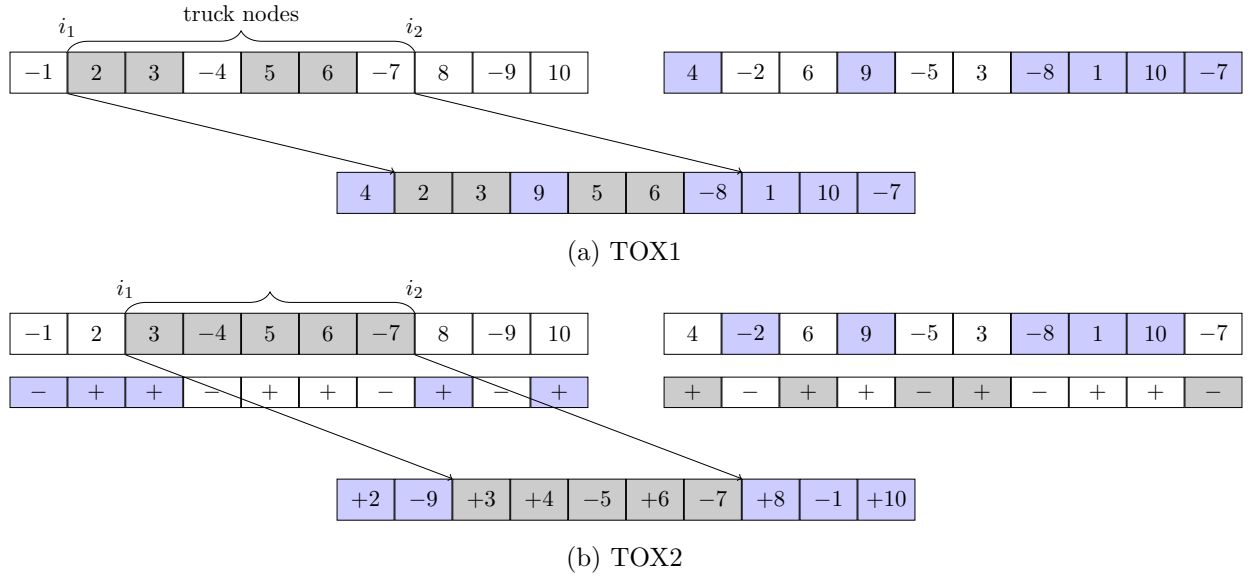 truck nodes
i₁ i₂
−1 2 3 −4 5 6 −7 8 −9 10 4 −2 6 9 −5 3 −8 1 10 −7
4 2 3 9 5 6 −8 1 10 −7
(a) TOX1
i₁ i₂
−1 2 3 −4 5 6 −7 8 −9 10 4 −2 6 9 −5 3 −8 1 10 −7
− + + − + + − + − + + − + + − + − + + −
+2 −9 +3 +4 −5 +6 −7 +8 −1 +10
(b) TOX2